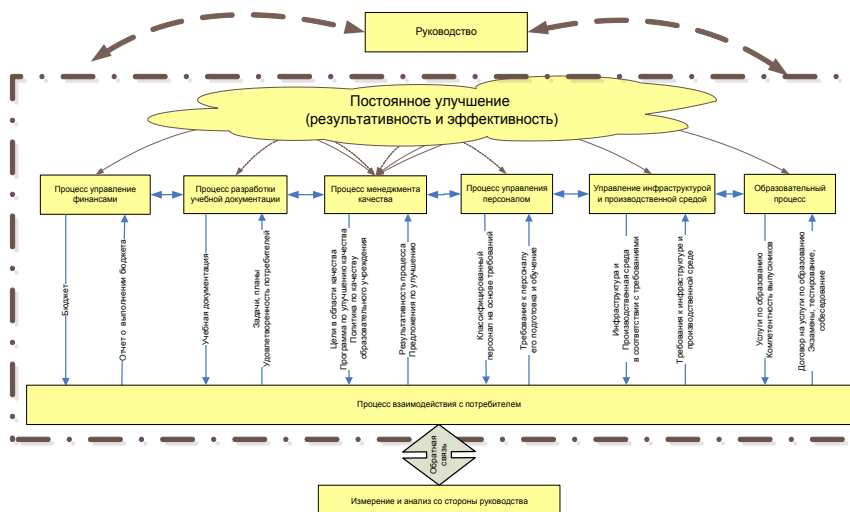 Руководство
Постоянное улучшение
(результативность и эффективность)
Процесс управление
финансами
Процесс разработки
учебной документации
Процесс менеджмента
качества
Процесс управления
персоналом
Управление инфраструктурой
и производственной средой
Образовательный
процесс
Бюджет
Отчет о выполнении бюджета
Учебная документация
Задачи, планы
Удовлетворенность потребителей
Цели в области качества
Программа по улучшению качества
Политика по качеству
образовательного учреждения
Результативность процесса
Предложения по улучшению
Классифицированный
персонал на основе требований
Требование к персоналу
его подготовка и обучение
Инфраструктура и
Производственная среда
в соответствии с требованиями
Требования к инфраструктуре и
производственной среде
Услуги по образованию
Компетентность выпускников
Договор на услуги по образованию
Экзамены, тестирование,
собеседование
Процесс взаимодействия с потребителем
Обратная
связь
Измерение и анализ со стороны руководства